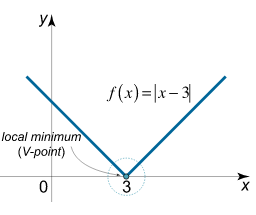 y
f(x)=|x−3|
local minimum
(V-point)
0 3 x